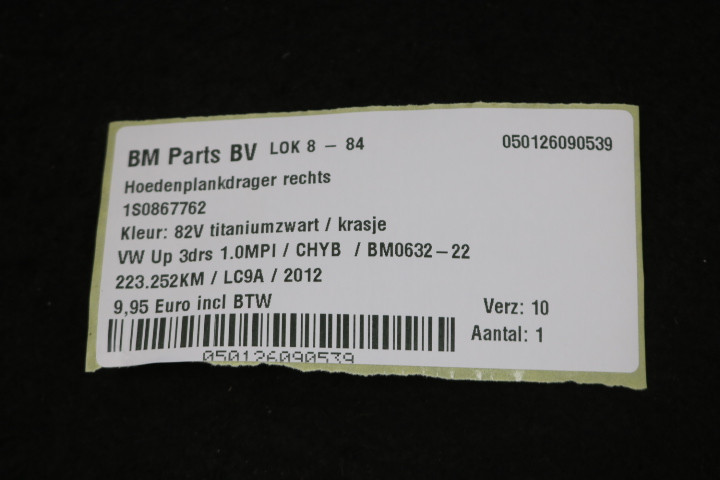 BM Parts BV LOK 8 - 84 050126090539
Hoedenplankdrager rechts
1S0867762
Kleur: 82V titaniumzwart / krasje
VW Up 3drs 1.0MPI / CHYB / BM0632-22
223.252KM / LC9A / 2012
9,95 Euro incl BTW Verz: 10
Aantal: 1
050126090539